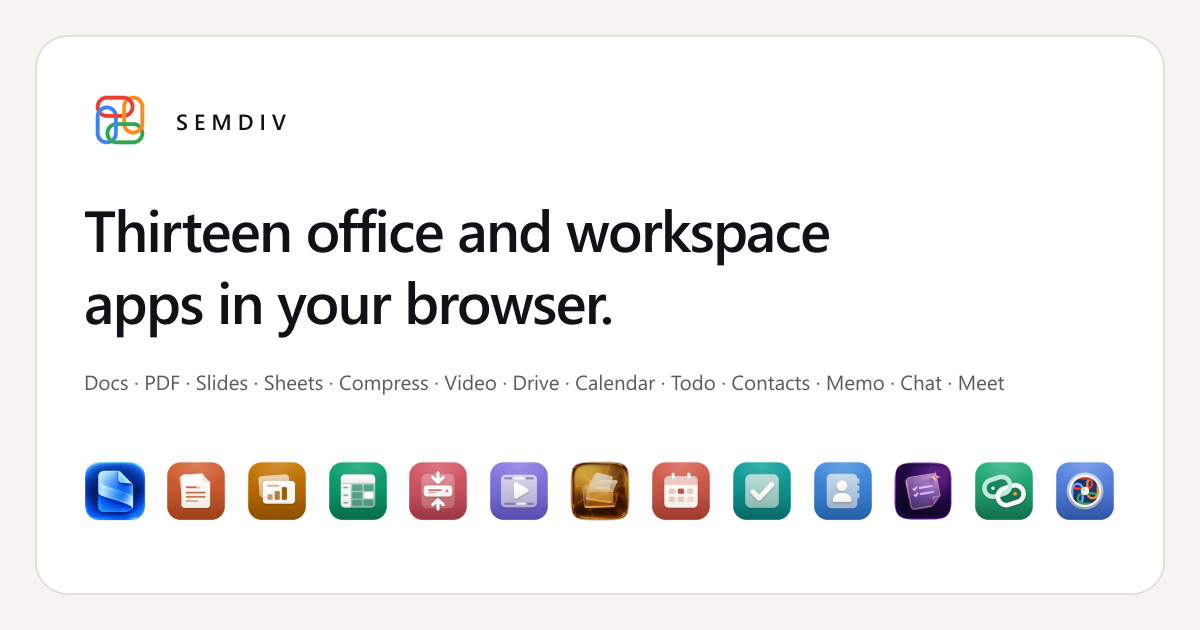 SEMDIV
Thirteen office and workspace
apps in your browser.
Docs · PDF · Slides · Sheets · Compress · Video · Drive · Calendar · Todo · Contacts · Memo · Chat · Meet